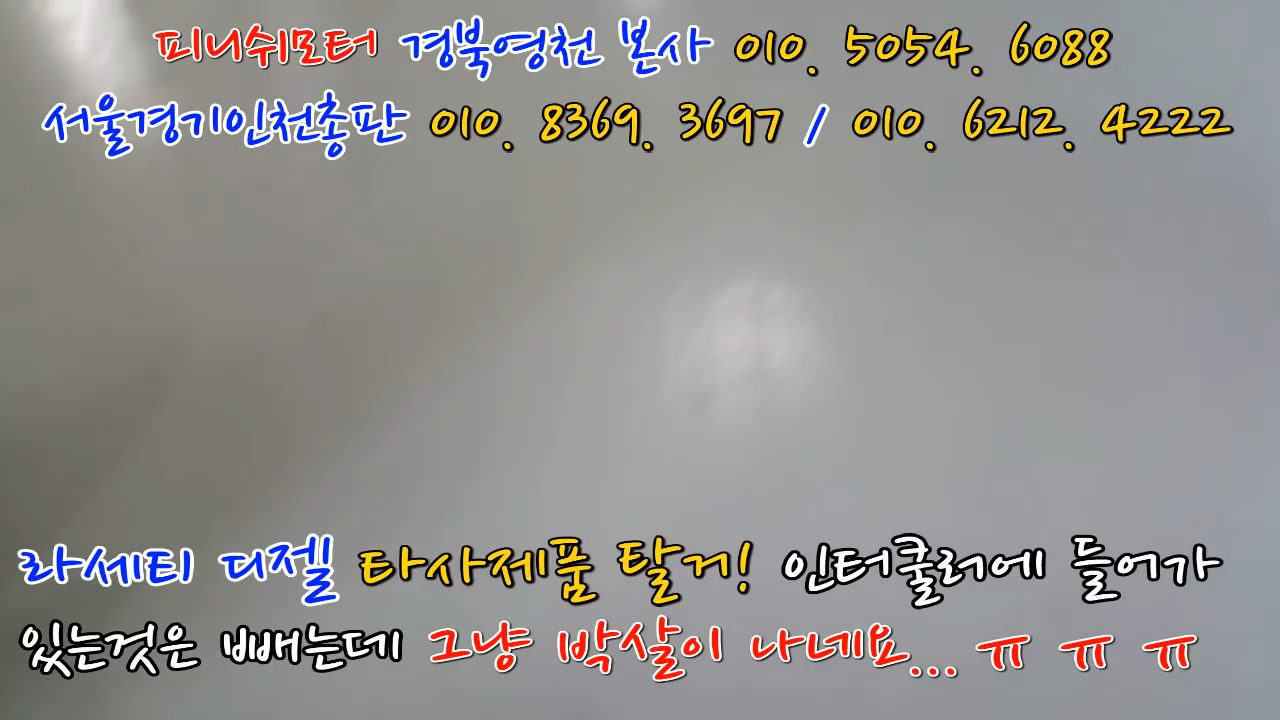 피니쉬모터 경북영천 본사 010. 5054. 6088
서울경기인천총판 010. 8369. 3697 / 010. 6212. 4222
라세티 디젤 타사제품 탈거! 인터쿨러에 들어가
있는것은 빼는데 그냥 박살이 나네요... ㅠ ㅠ ㅠ